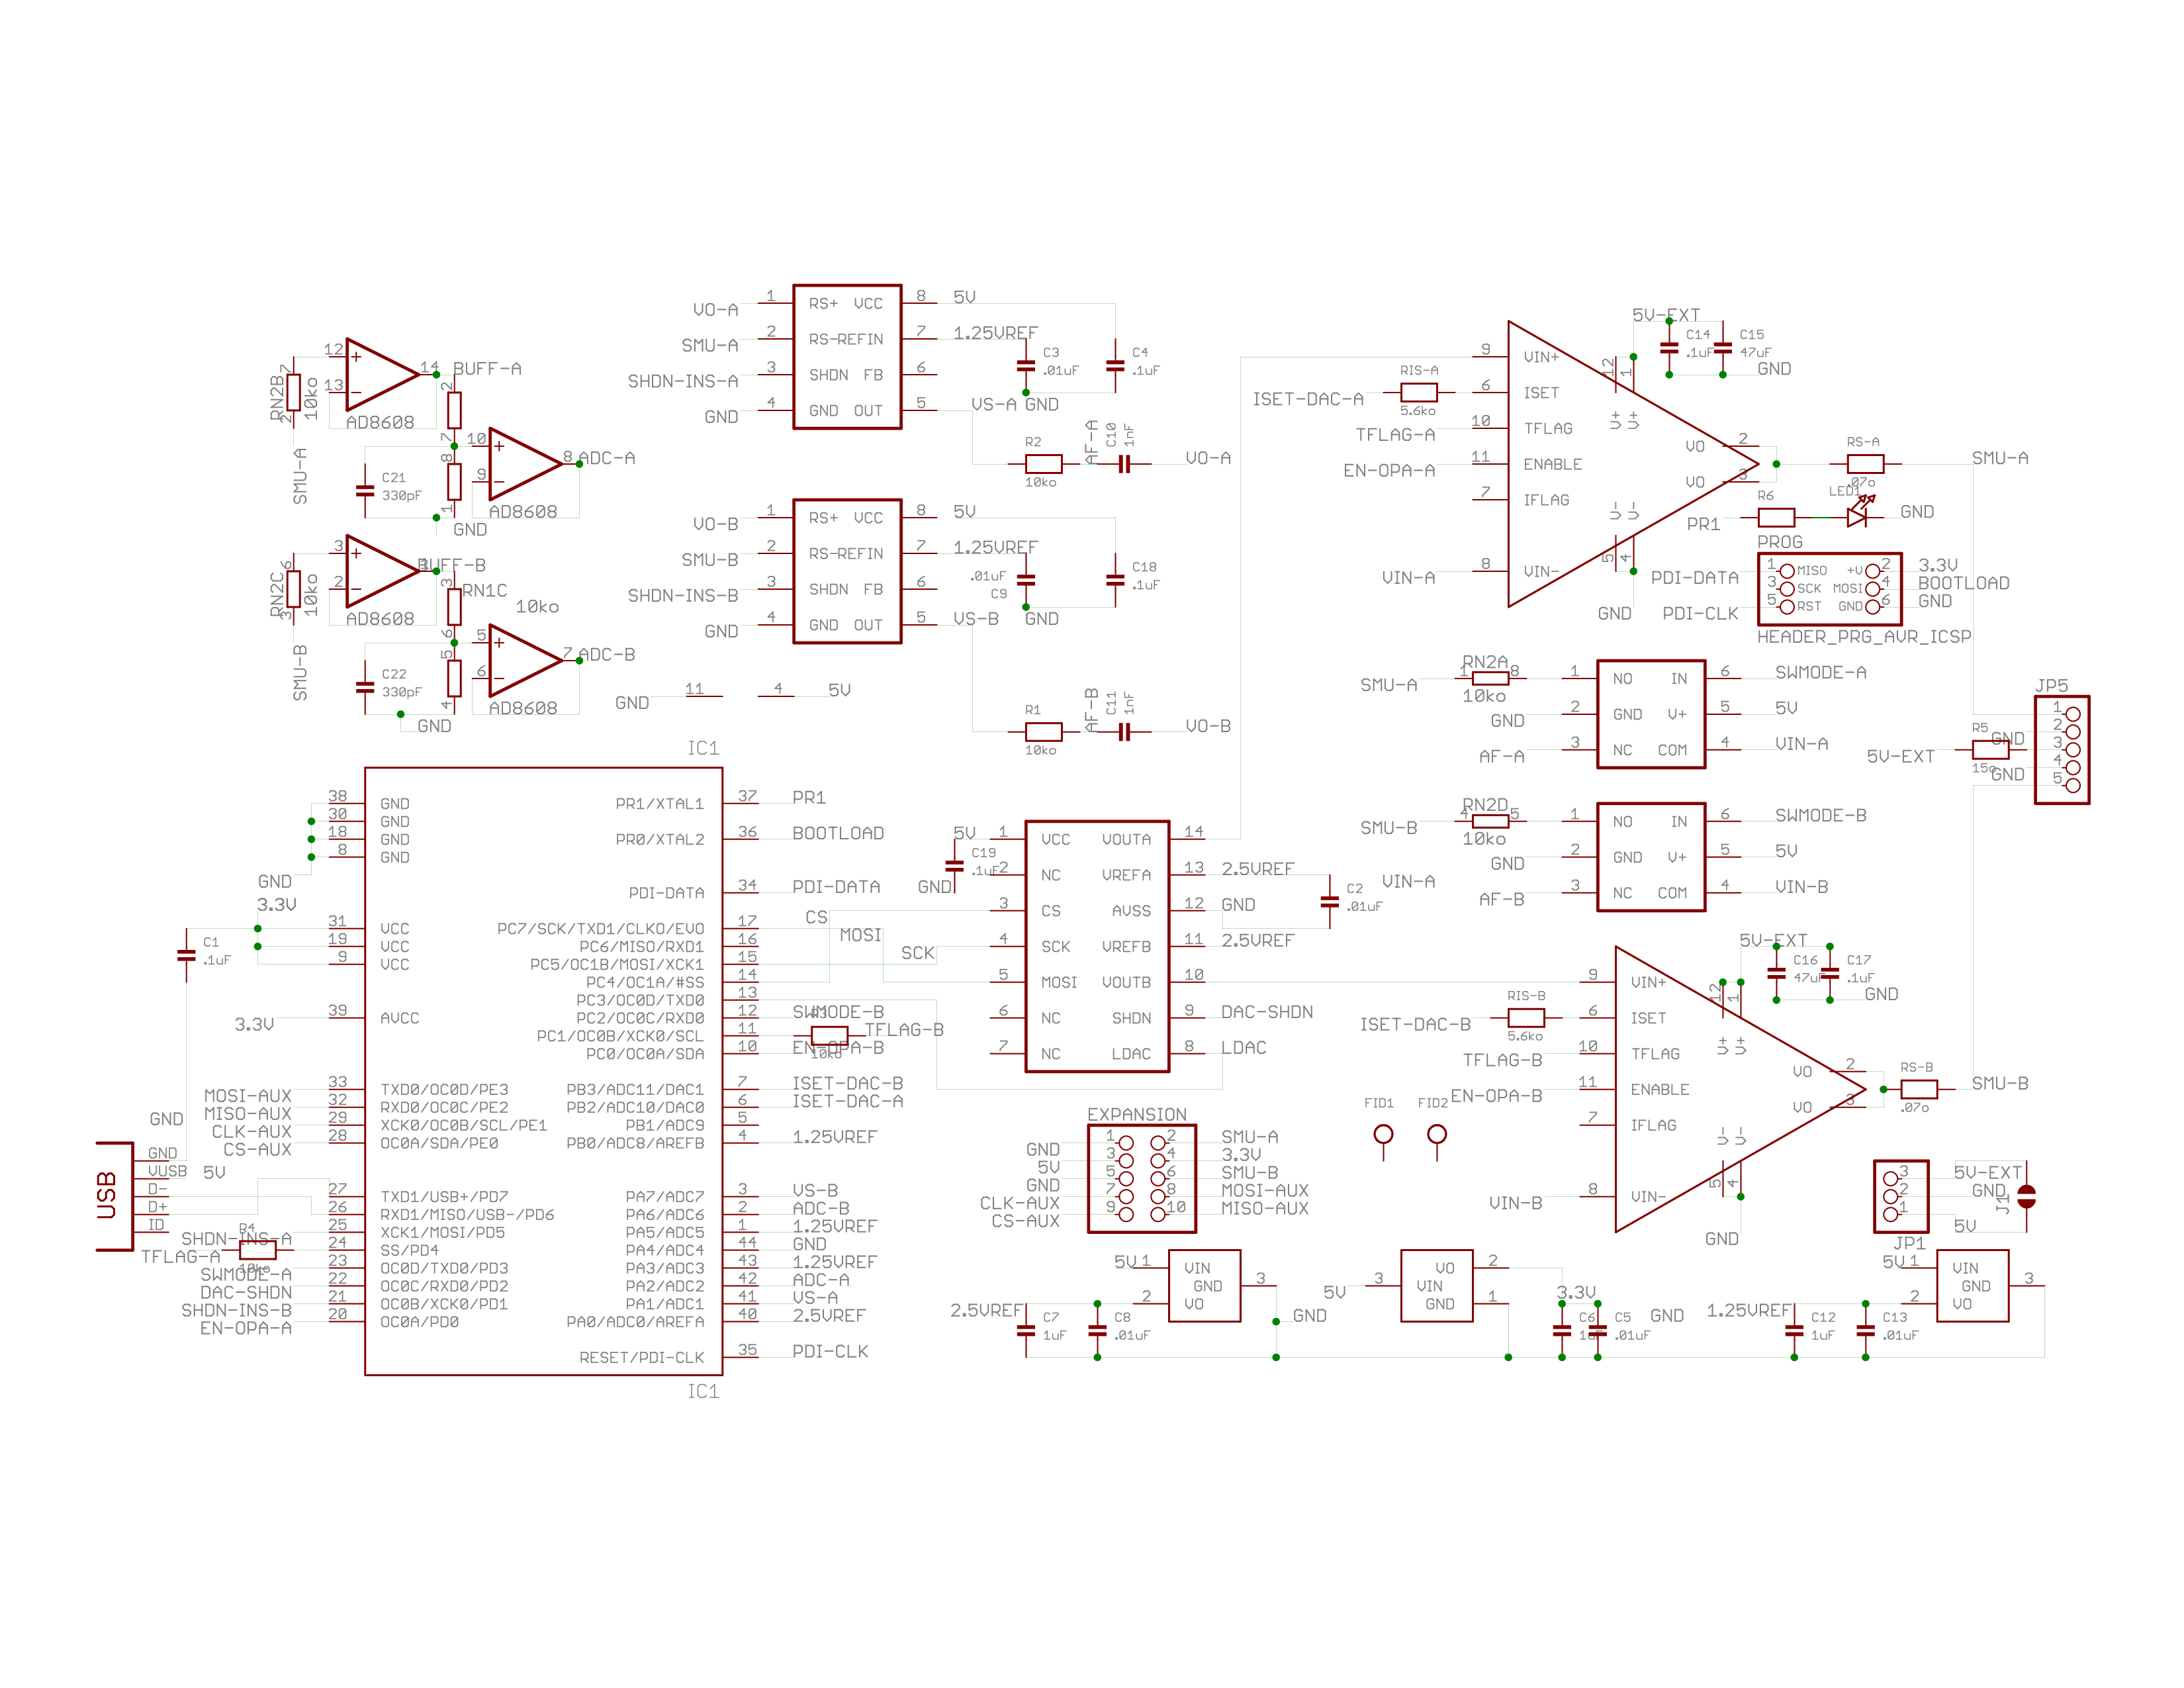 VO-A
SMU-A
SHDN-INS-A
GND
1
2
3
4
RS+ VCC
RS-REFIN
SHDN FB
GND OUT
8
7
6
5
5V
1.25VREF
VS-A GND
C3
.01uF
C4
.1uF
R2
10ko
AF-A
C10
1nF
VO-A
12
13
14
BUFF-A
AD8608
RN2B
10ko
7
2
SMU-A
2
7
8
1
10
9
8
ADC-A
AD8608
C21
330pF
GND
3
2
1
BUFF-B
AD8608
RN2C
10ko
6
3
SMU-B
RN1C
10ko
3
6
5
4
5
6
7
ADC-B
AD8608
C22
330pF
GND
VO-B
SMU-B
SHDN-INS-B
GND
1
2
3
4
RS+ VCC
RS-REFIN
SHDN FB
GND OUT
8
7
6
5
5V
1.25VREF
VS-B
GND
.01uF
C9
C18
.1uF
R1
10ko
AF-B
C11
1nF
VO-B
GND
11
4
5V
5V-EXT
C14
.1uF
C15
47uF
GND
ISET-DAC-A
RIS-A
5.6ko
TFLAG-A
EN-OPA-A
VIN-A
9
6
10
11
7
8
VIN+
ISET
TFLAG
ENABLE
IFLAG
VIN-
12
1
V+
V+
V-
V-
5
4
VO
VO
2
3
GND
RS-A
.07o
SMU-A
PR1
R6
LED1
GND
PROG
PDI-DATA
PDI-CLK
1
3
5
MISO +V
SCK MOSI
RST GND
2
4
6
3.3V
BOOTLOAD
GND
HEADER_PRG_AVR_ICSP
SMU-A
RN2A
1
8
10ko
GND
AF-A
1
2
3
NO IN
GND V+
NC COM
6
5
4
SWMODE-A
5V
VIN-A
SMU-B
RN2D
4
5
10ko
GND
AF-B
1
2
3
NO IN
GND V+
NC COM
6
5
4
SWMODE-B
5V
VIN-B
VIN-A
JP5
1
2
3
4
5
GND
R5
5V-EXT
15o
GND
IC1
38
30
18
8
31
19
9
39
33
32
29
28
27
26
25
24
23
22
21
20
GND
GND
GND
GND
VCC
VCC
VCC
AVCC
TXD0/OC0D/PE3
RXD0/OC0C/PE2
XCK0/OC0B/SCL/PE1
OC0A/SDA/PE0
TXD1/USB+/PD7
RXD1/MISO/USB-/PD6
XCK1/MOSI/PD5
SS/PD4
OC0D/TXD0/PD3
OC0C/RXD0/PD2
OC0B/XCK0/PD1
OC0A/PD0
PR1/XTAL1
PR0/XTAL2
PDI-DATA
PC7/SCK/TXD1/CLKO/EVO
PC6/MISO/RXD1
PC5/OC1B/MOSI/XCK1
PC4/OC1A/#SS
PC3/OC0D/TXD0
PC2/OC0C/RXD0
PC1/OC0B/XCK0/SCL
PC0/OC0A/SDA
PB3/ADC11/DAC1
PB2/ADC10/DAC0
PB1/ADC9
PB0/ADC8/AREFB
PA7/ADC7
PA6/ADC6
PA5/ADC5
PA4/ADC4
PA3/ADC3
PA2/ADC2
PA1/ADC1
PA0/ADC0/AREFA
RESET/PDI-CLK
37
36
34
17
16
15
14
13
12
11
10
7
6
5
4
3
2
1
44
43
42
41
40
35
PR1
BOOTLOAD
PDI-DATA
CS
MOSI
SCK
SWMODE-B
TFLAG-B
10ko
EN-OPA-B
ISET-DAC-B
ISET-DAC-A
1.25VREF
VS-B
ADC-B
1.25VREF
GND
1.25VREF
ADC-A
VS-A
2.5VREF
PDI-CLK
IC1
GND
3.3V
C1
.1uF
3.3V
GND
MOSI-AUX
MISO-AUX
CLK-AUX
CS-AUX
USB
GND
VUSB
D-
D+
ID
5V
R4
SHDN-INS-A
TFLAG-A
10ko
SWMODE-A
DAC-SHDN
SHDN-INS-B
EN-OPA-A
5V
C19
.1uF
GND
1
2
3
4
5
6
7
VCC VOUTA
NC VREFA
CS AVSS
SCK VREFB
MOSI VOUTB
NC SHDN
NC LDAC
14
13
12
11
10
9
8
2.5VREF
GND
2.5VREF
DAC-SHDN
LDAC
C2
.01uF
EXPANSION
GND
5V
GND
CLK-AUX
CS-AUX
1
3
5
7
9
2
4
6
8
10
SMU-A
3.3V
SMU-B
MOSI-AUX
MISO-AUX
FID1
FID2
5V-EXT
C16
47uF
C17
.1uF
GND
ISET-DAC-B
RIS-B
5.6ko
TFLAG-B
EN-OPA-B
VIN-B
9
6
10
11
7
8
VIN+
ISET
TFLAG
ENABLE
IFLAG
VIN-
12
1
V+
V+
V-
V-
5
4
VO
VO
2
3
GND
RS-B
.07o
SMU-B
3
2
1
5V-EXT
GND
5V
J1
JP1
5V
1
2
VIN
GND
VO
3
GND
2.5VREF
C7
1uF
C8
.01uF
5V
3
VO
VIN
GND
2
1
3.3V
C6
1uF
C5
.01uF
GND
5V
1
2
VIN
GND
VO
3
1.25VREF
C12
1uF
C13
.01uF